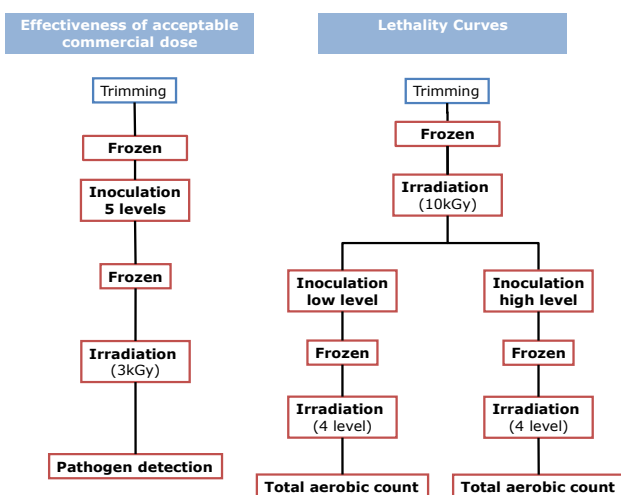 Effectiveness of acceptable
commercial dose
Trimming
Frozen
Inoculation
5 levels
Frozen
Irradiation
(3kGy)
Pathogen detection
Lethality Curves
Trimming
Frozen
Irradiation
(10kGy)
Inoculation
low level
Frozen
Irradiation
(4 level)
Total aerobic count
Inoculation
high level
Frozen
Irradiation
(4 level)
Total aerobic count